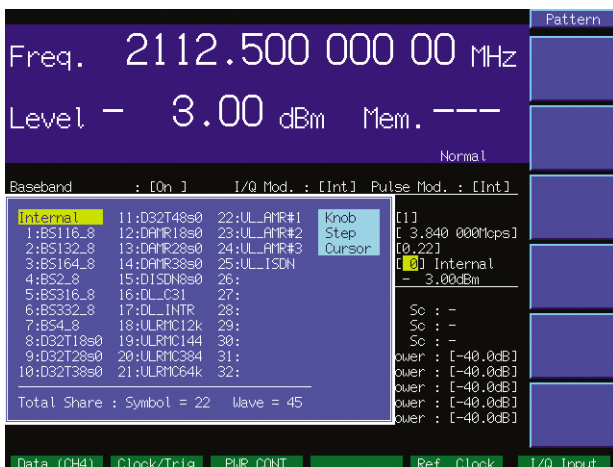 Pattern
Freq. 2112.500 000 00 MHz
Level - 3.00 dBm Mem. ---
Normal
Baseband : [On ] I/Q Mod. : [Int] Pulse Mod. : [Int]
Internal 11:D32T48s0 22:UL_AMR#1 Knob [1]
1:BS116_8 12:DAMR18s0 23:UL_AMR#2 Step [ 3.840 000Mcps]
2:BS132_8 13:DAMR28s0 24:UL_AMR#3 Cursor [0.22]
3:BS164_8 14:DAMR38s0 25:UL_ISDN [ 0] Internal
4:BS2_8 15:DISDN8s0 26: - 3.00dBm
5:BS316_8 16:DL_C31 27:
6:BS332_8 17:DL_INTR 28: Sc : -
7:BS4_8 18:ULRMC12k 29: Sc : -
8:D32T18s0 19:ULRMC144 30: Sc : -
9:D32T28s0 20:ULRMC384 31: ower : [-40.0dB]
10:D32T38s0 21:ULRMC64k 32: ower : [-40.0dB]
ower : [-40.0dB]
Total Share : Symbol = 22 Wave = 45 ower : [-40.0dB]
ower : [-40.0dB]
Data (CH4) Clock/Trig PWR CONT Ref. Clock I/Q Input